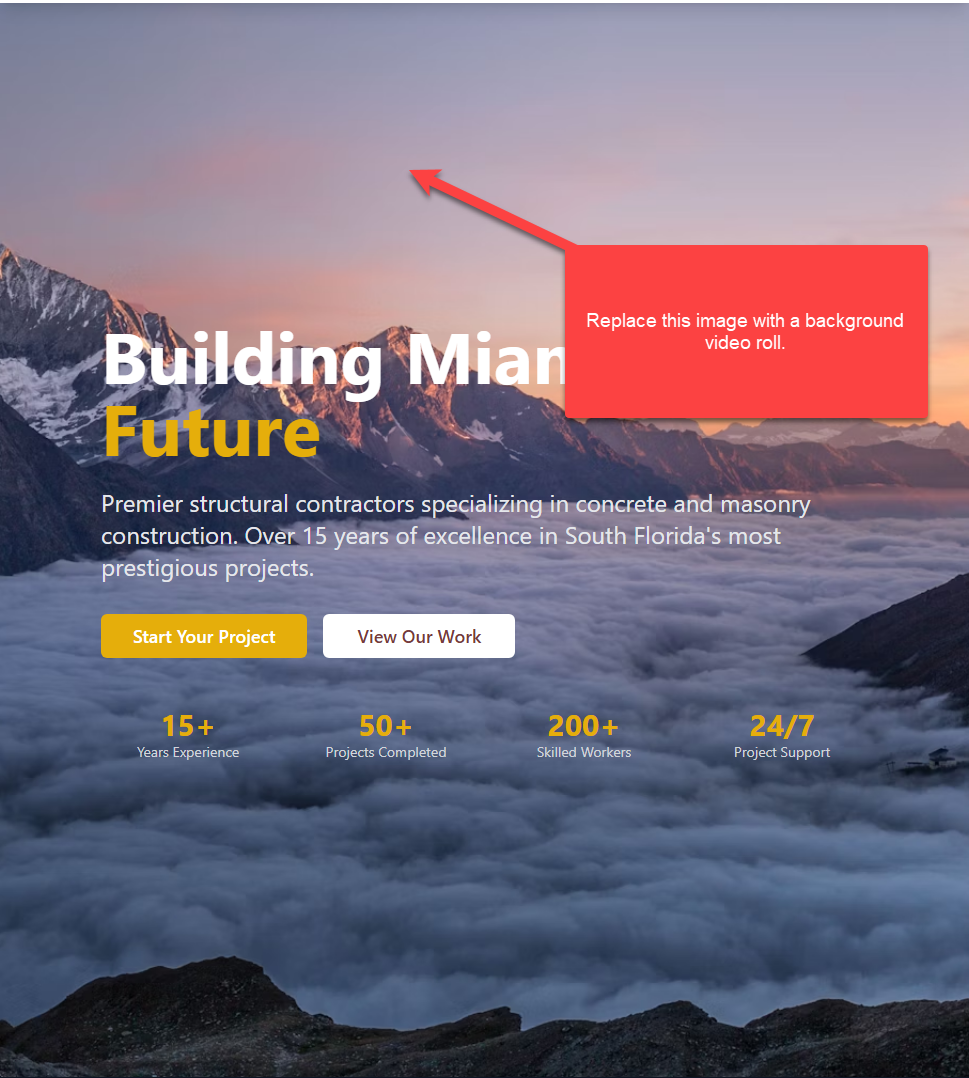 Replace this image with a background
video roll.
Building
Future
Premier structural contractors specializing in concrete and masonry
construction. Over 15 years of excellence in South Florida's most
prestigious projects.
Start Your Project View Our Work
15+ 50+ 200+ 24/7
Years Experience Projects Completed Skilled Workers Project Support